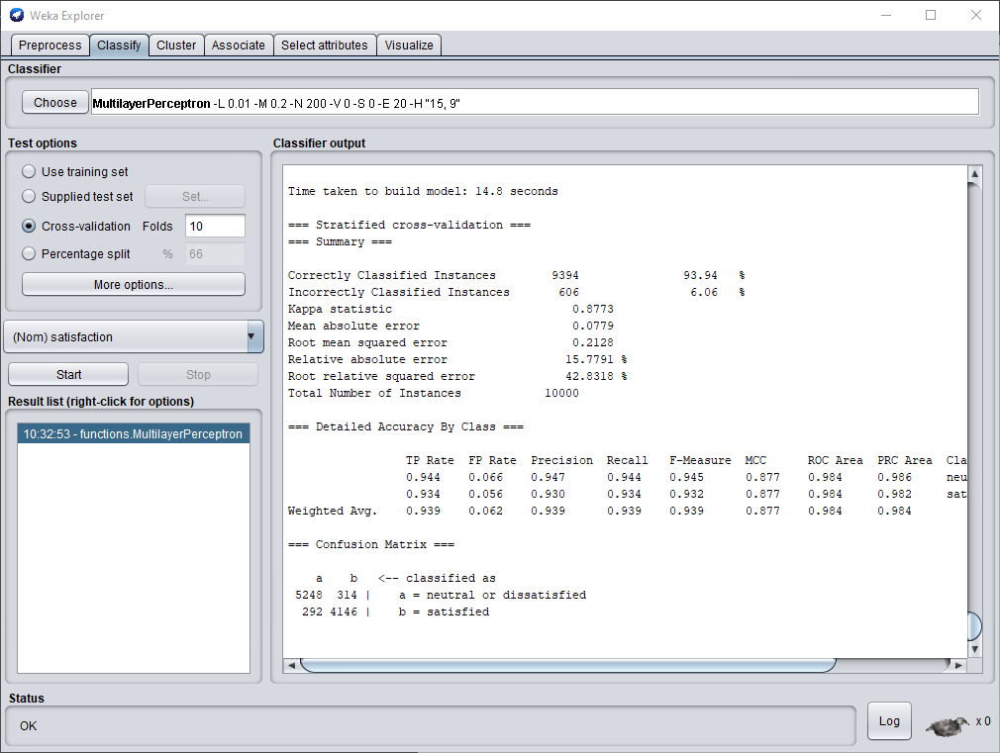 Weka Explorer
Preprocess Classify Cluster Associate Select attributes Visualize
Classifier
Choose MultilayerPerceptron -L 0.01 -M 0.2 -N 200 -V 0 -S 0 -E 20 -H "15, 9"
Test options
Use training set
Supplied test set Set...
Cross-validation Folds 10
Percentage split % 66
More options...
(Nom) satisfaction
Start Stop
Result list (right-click for options)
10:32:53 - functions.MultilayerPerceptron
Classifier output
Time taken to build model: 14.8 seconds
=== Stratified cross-validation ===
=== Summary ===
Correctly Classified Instances 9394 93.94 %
Incorrectly Classified Instances 606 6.06 %
Kappa statistic 0.8773
Mean absolute error 0.0779
Root mean squared error 0.2128
Relative absolute error 15.7791 %
Root relative squared error 42.8318 %
Total Number of Instances 10000
=== Detailed Accuracy By Class ===
TP Rate FP Rate Precision Recall F-Measure MCC ROC Area PRC Area Cla
0.944 0.066 0.947 0.944 0.945 0.877 0.984 0.986 neu
0.934 0.056 0.930 0.934 0.932 0.877 0.984 0.982 sat
Weighted Avg. 0.939 0.062 0.939 0.939 0.939 0.877 0.984 0.984
=== Confusion Matrix ===
a b <-- classified as
5248 314 | a = neutral or dissatisfied
292 4146 | b = satisfied
Status
OK
Log x 0